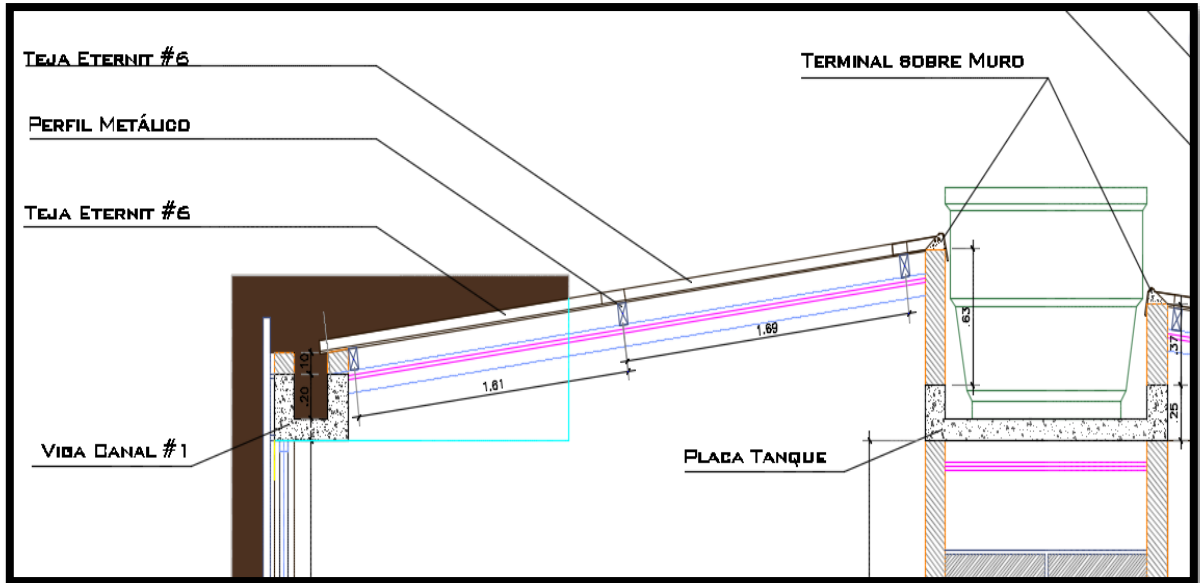 Teja Eternit #6
Terminal sobre Muro
Perfil Metálico
Teja Eternit #6
.63
1.69
.37
.10
1.61
.20
.25
Viga Canal #1
Placa Tanque